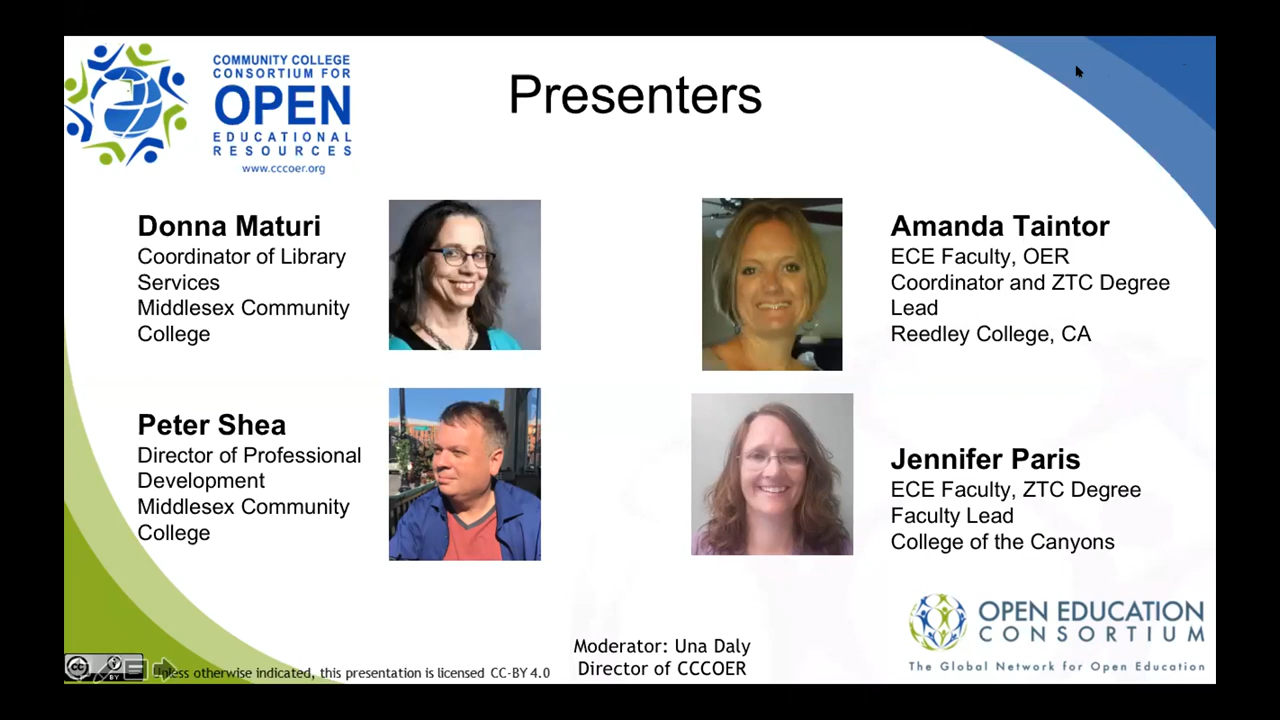 COMMUNITY COLLEGE
CONSORTIUM FOR
OPEN
EDUCATIONAL
RESOURCES
www.cccoer.org
Presenters
Donna Maturi
Coordinator of Library
Services
Middlesex Community
College
Amanda Taintor
ECE Faculty, OER
Coordinator and ZTC Degree
Lead
Reedley College, CA
Peter Shea
Director of Professional
Development
Middlesex Community
College
Jennifer Paris
ECE Faculty, ZTC Degree
Faculty Lead
College of the Canyons
OPEN EDUCATION
CONSORTIUM
The Global Network for Open Education
Moderator: Una Daly
Director of CCCOER
cc
BY
Unless otherwise indicated, this presentation is licensed CC-BY 4.0